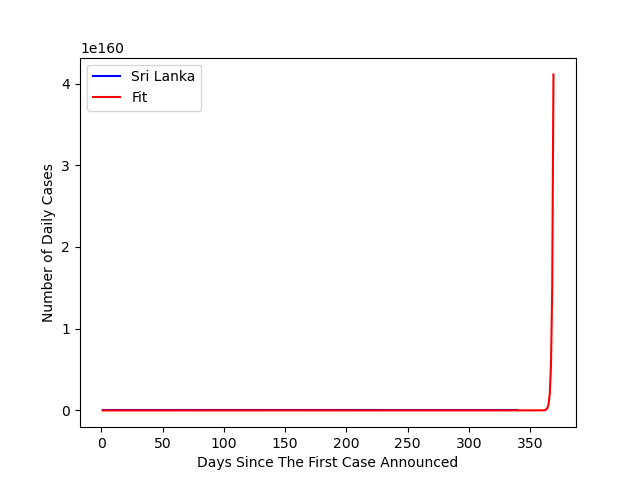 1e160
Sri Lanka
Fit
4
3
2
1
0
Number of Daily Cases
0 50 100 150 200 250 300 350
Days Since The First Case Announced